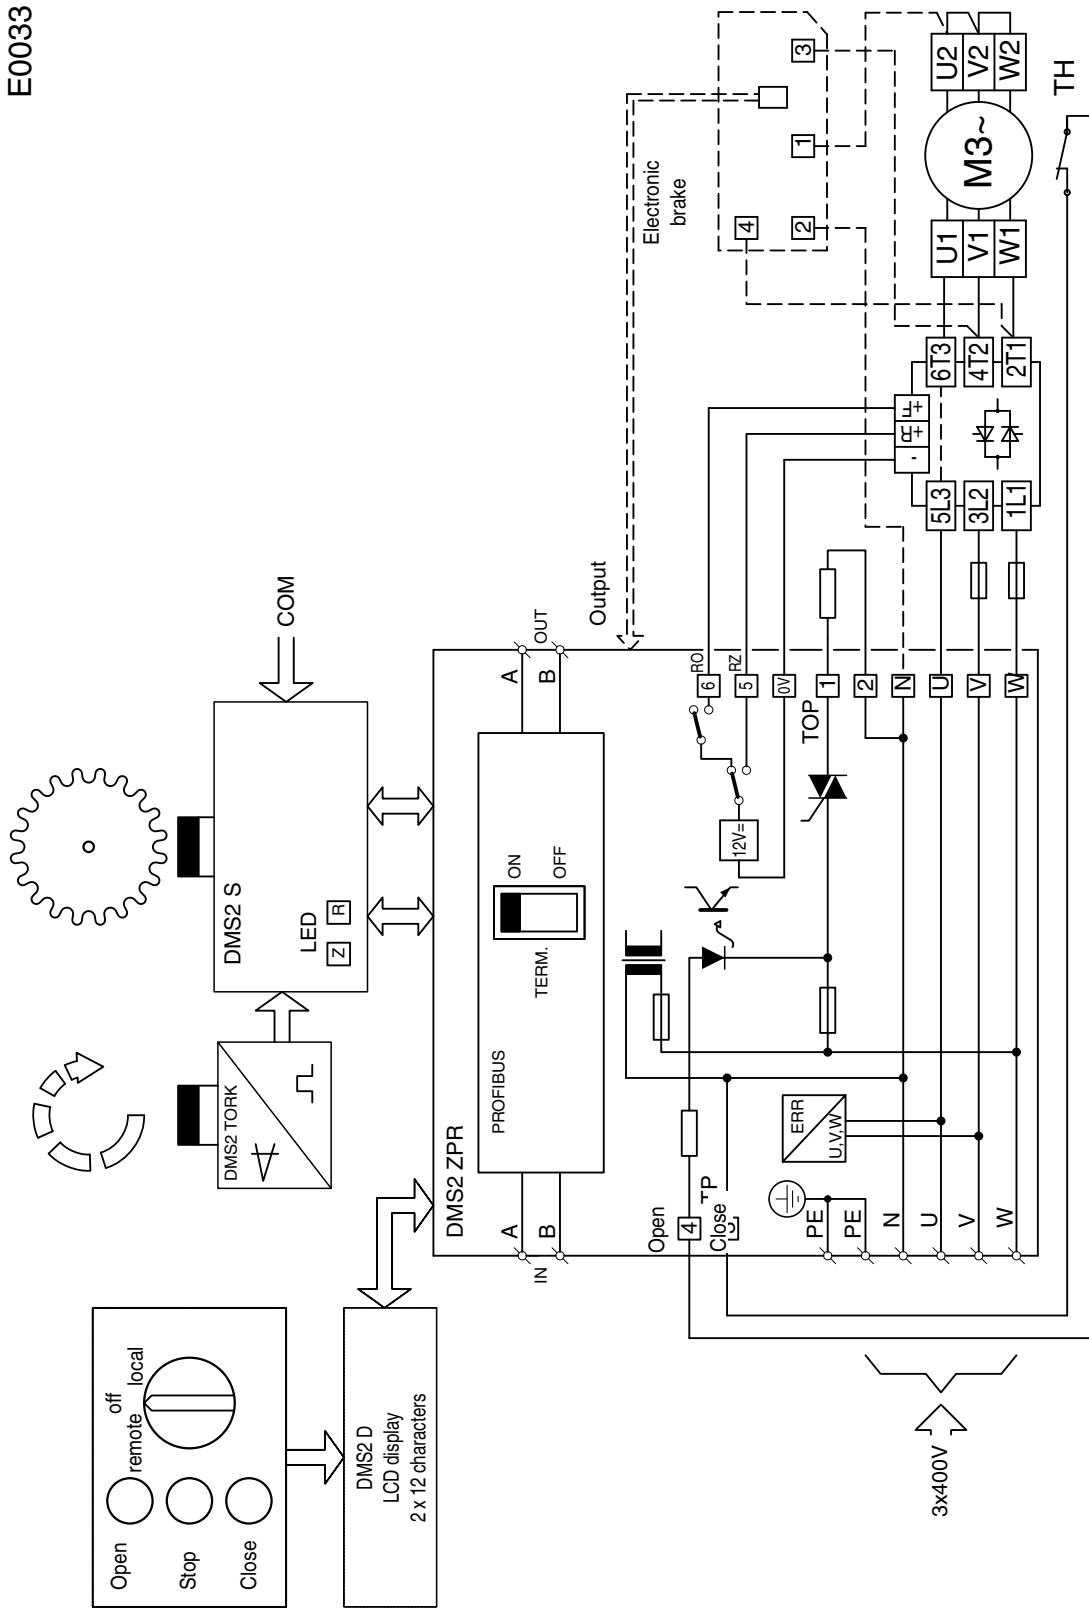 E0033
Open
Stop
Close
remote
off
local
DMS2 D
LCD display
2 x 12 characters
DMS2 TORK
DMS2 S
LED
Z
R
COM
DMS2 ZPR
IN
A
B
PROFIBUS
TERM.
ON
OFF
A
B
OUT
Output
Electronic
brake
4
2
1
3
Open
4
TP
Close
12V=
6
RO
5
RZ
0V
TOP
1
2
N
U
V
W
ERR
U,V,W
PE
PE
N
U
V
W
3x400V
-
+R
+F
5L3
3L2
1L1
6T3
4T2
2T1
U1
V1
W1
M3~
U2
V2
W2
TH